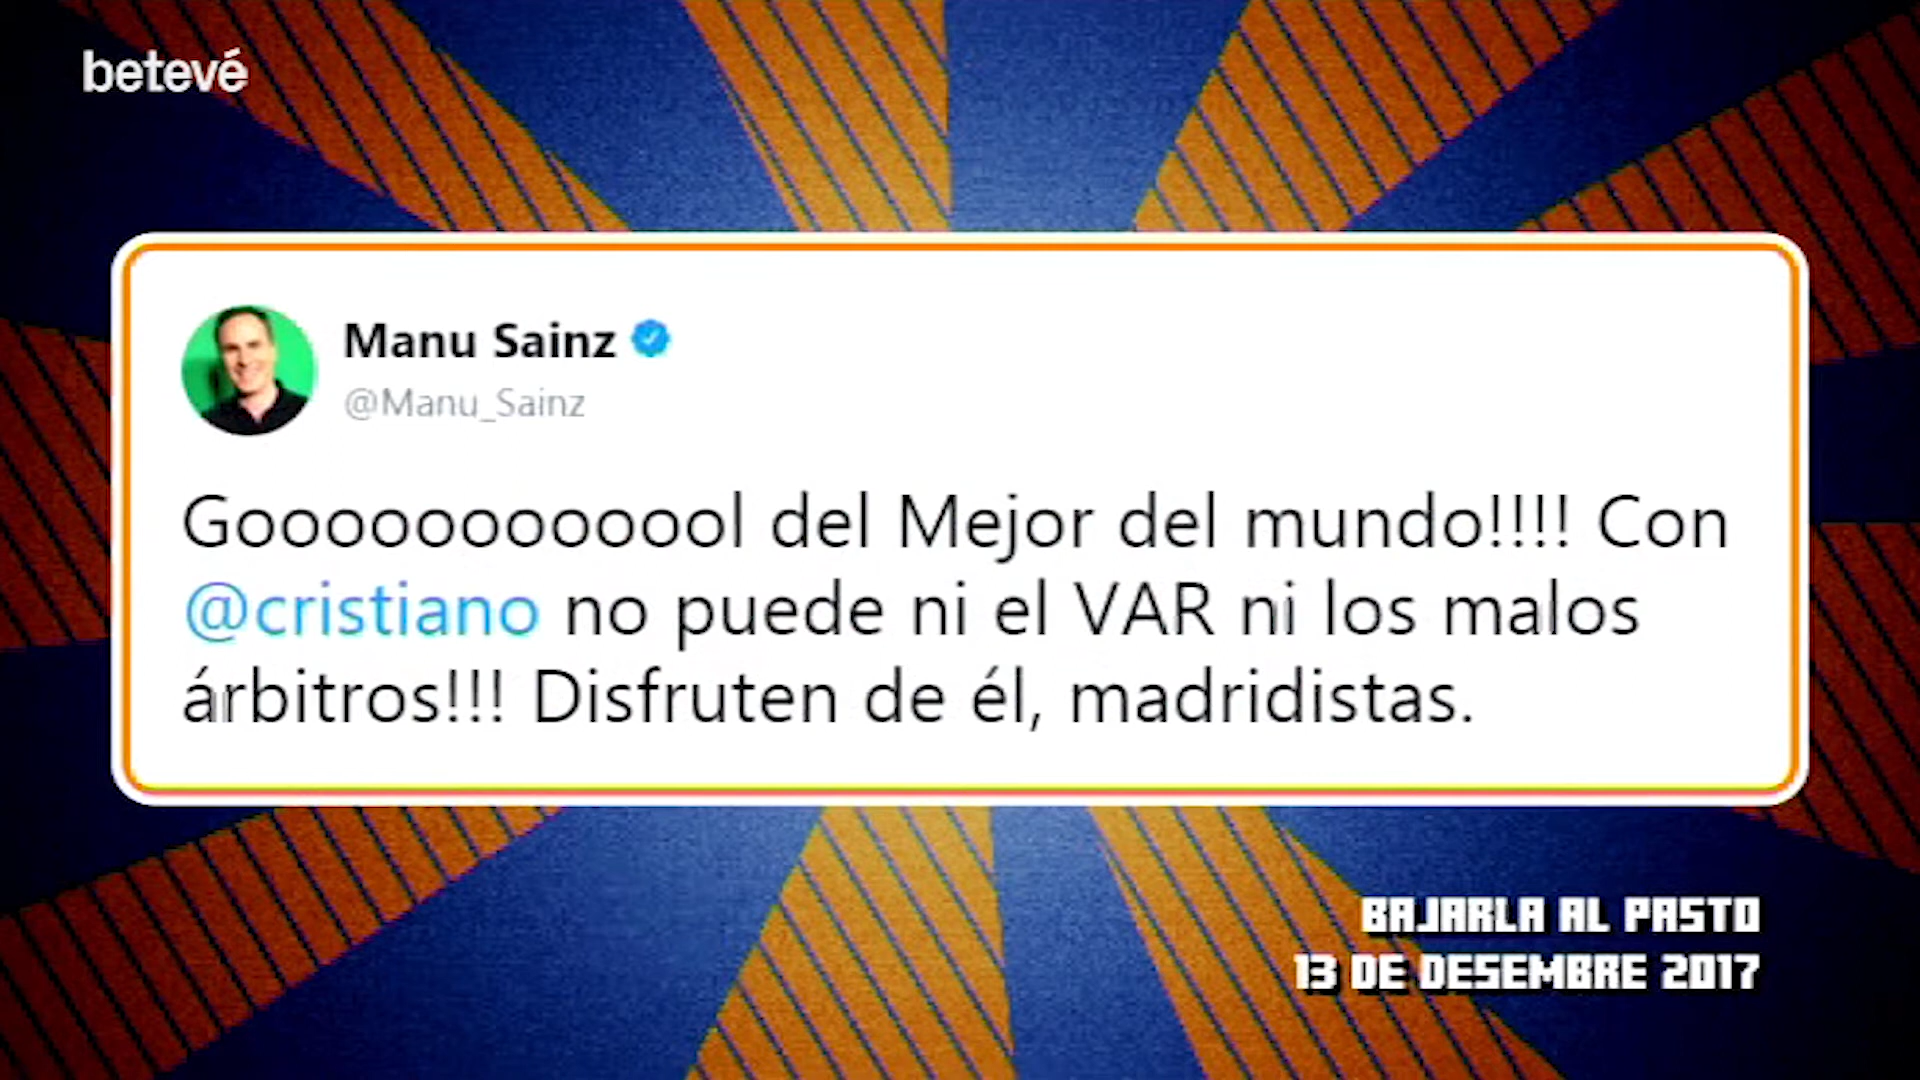 betevé
Manu Sainz
@Manu_Sainz
Gooooooooooool del Mejor del mundo!!!! Con
@cristiano no puede ni el VAR ni los malos
árbitros!!! Disfruten de él, madridistas.
BAJARLA AL PASTO
13 DE DESEMBRE 2017